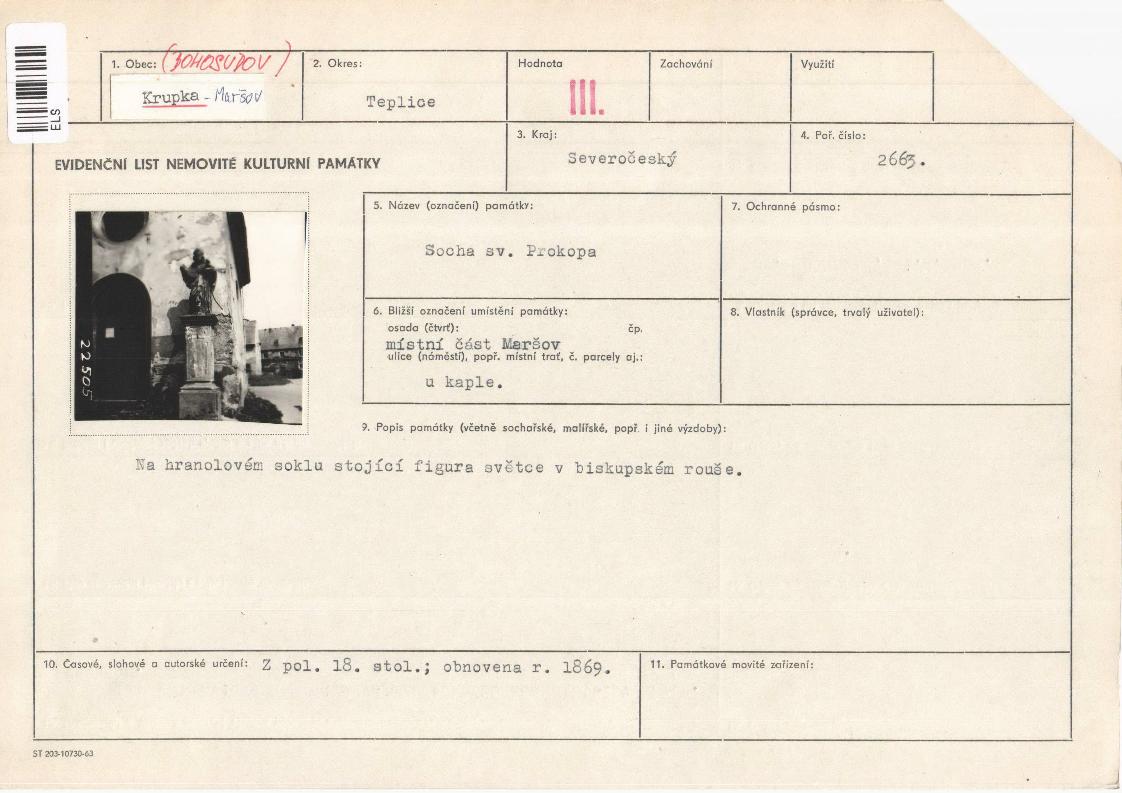 1. Obec: (BOHOSUDOV)
Krupka - Maršov
2. Okres:
Teplice
Hodnota
III.
Zachování
Využití
ELS
EVIDENČNÍ LIST NEMOVITÉ KULTURNÍ PAMÁTKY
3. Kraj:
Severočeský
4. Poř. číslo:
2663.
22505
5. Název (označení) památky:
Socha sv. Prokopa
7. Ochranné pásmo:
6. Bližší označení umístění památky:
osada (čtvrť): čp.
místní část Maršov
ulice (náměstí), popř. místní trať, č. parcely aj.:
u kaple.
8. Vlastník (správce, trvalý uživatel):
9. Popis památky (včetně sochařské, malířské, popř. i jiné výzdoby):
Na hranolovém soklu stojící figura světce v biskupském rouše.
10. Časové, slohové a autorské určení: Z pol. 18. stol.; obnovena r. 1869.
11. Památkové movité zařízení:
ST 203-10730-63